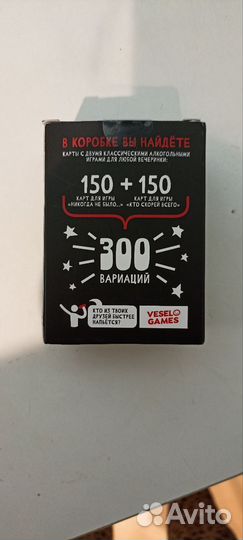 В КОРОБКЕ ВЫ НАЙДЁТЕ
КАРТЫ С ДВУМЯ КЛАССИЧЕСКИМИ АЛКОГОЛЬНЫМИ
ИГРАМИ ДЛЯ ЛЮБОЙ ВЕЧЕРИНКИ:
150 + 150
КАРТ ДЛЯ ИГРЫ КАРТ ДЛЯ ИГРЫ
«НИКОГДА НЕ БЫЛО...» «КТО СКОРЕЕ ВСЕГО»
300
ВАРИАЦИЙ
КТО ИЗ ТВОИХ
ДРУЗЕЙ БЫСТРЕЕ
НАПЬЁТСЯ?
VESELO
GAMES
Avito